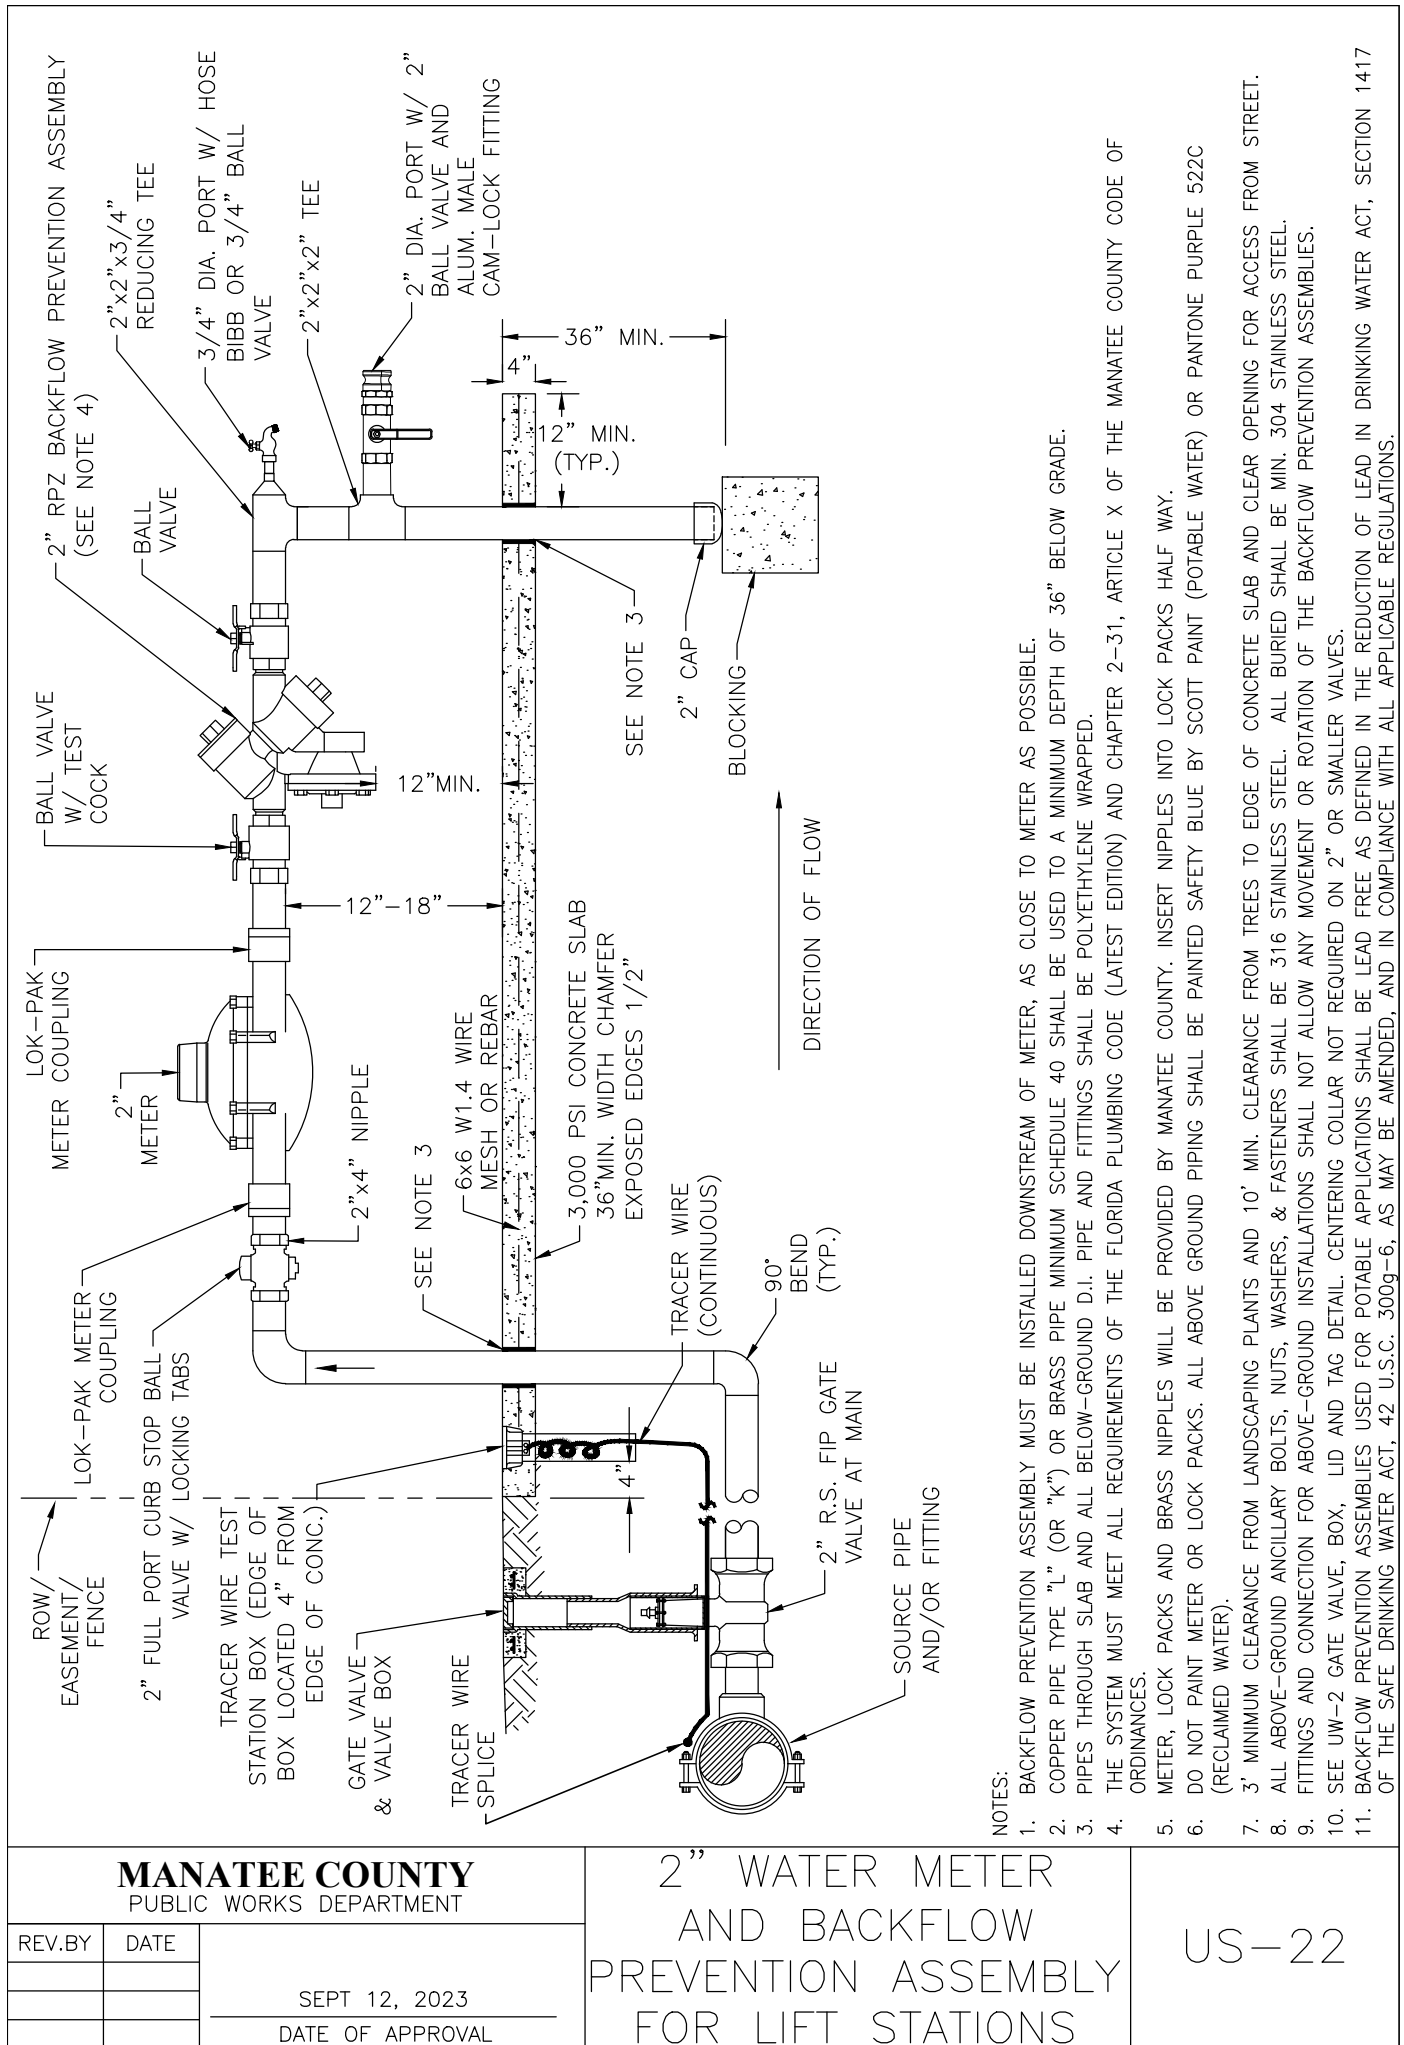 2" RPZ BACKFLOW PREVENTION ASSEMBLY
(SEE NOTE 4)
2"x2"x3/4"
REDUCING TEE
3/4" DIA. PORT W/ HOSE
BIBB OR 3/4" BALL
VALVE
2"x2"x2" TEE
2" DIA. PORT W/ 2"
BALL VALVE AND
ALUM. MALE
CAM-LOCK FITTING
BALL
VALVE
BALL VALVE
W/ TEST
COCK
LOK-PAK
METER COUPLING
2"
METER
2"x4" NIPPLE
LOK-PAK METER
COUPLING
2" FULL PORT CURB STOP BALL
VALVE W/ LOCKING TABS
ROW/
EASEMENT/
FENCE
TRACER WIRE TEST
STATION BOX (EDGE OF
BOX LOCATED 4" FROM
EDGE OF CONC.)
GATE VALVE
& VALVE BOX
TRACER WIRE
SPLICE
36" MIN.
4"
12" MIN.
(TYP.)
12"MIN.
12"-18"
SEE NOTE 3
2" CAP
BLOCKING
SEE NOTE 3
6x6 W1.4 WIRE
MESH OR REBAR
3,000 PSI CONCRETE SLAB
36"MIN. WIDTH CHAMFER
EXPOSED EDGES 1/2"
TRACER WIRE
(CONTINUOUS)
4"
90°
BEND
(TYP.)
2" R.S. FIP GATE
VALVE AT MAIN
SOURCE PIPE
AND/OR FITTING
DIRECTION OF FLOW
NOTES:
1. BACKFLOW PREVENTION ASSEMBLY MUST BE INSTALLED DOWNSTREAM OF METER, AS CLOSE TO METER AS POSSIBLE.
2. COPPER PIPE TYPE "L" (OR "K") OR BRASS PIPE MINIMUM SCHEDULE 40 SHALL BE USED TO A MINIMUM DEPTH OF 36" BELOW GRADE.
3. PIPES THROUGH SLAB AND ALL BELOW-GROUND D.I. PIPE AND FITTINGS SHALL BE POLYETHYLENE WRAPPED.
4. THE SYSTEM MUST MEET ALL REQUIREMENTS OF THE FLORIDA PLUMBING CODE (LATEST EDITION) AND CHAPTER 2-31, ARTICLE X OF THE MANATEE COUNTY CODE OF
ORDINANCES.
5. METER, LOCK PACKS AND BRASS NIPPLES WILL BE PROVIDED BY MANATEE COUNTY. INSERT NIPPLES INTO LOCK PACKS HALF WAY.
6. DO NOT PAINT METER OR LOCK PACKS. ALL ABOVE GROUND PIPING SHALL BE PAINTED SAFETY BLUE BY SCOTT PAINT (POTABLE WATER) OR PANTONE PURPLE 522C
(RECLAIMED WATER).
7. 3' MINIMUM CLEARANCE FROM LANDSCAPING PLANTS AND 10' MIN. CLEARANCE FROM TREES TO EDGE OF CONCRETE SLAB AND CLEAR OPENING FOR ACCESS FROM STREET.
8. ALL ABOVE-GROUND ANCILLARY BOLTS, NUTS, WASHERS, & FASTENERS SHALL BE 316 STAINLESS STEEL. ALL BURIED SHALL BE MIN. 304 STAINLESS STEEL.
9. FITTINGS AND CONNECTION FOR ABOVE-GROUND INSTALLATIONS SHALL NOT ALLOW ANY MOVEMENT OR ROTATION OF THE BACKFLOW PREVENTION ASSEMBLIES.
10. SEE UW-2 GATE VALVE, BOX, LID AND TAG DETAIL. CENTERING COLLAR NOT REQUIRED ON 2" OR SMALLER VALVES.
11. BACKFLOW PREVENTION ASSEMBLIES USED FOR POTABLE APPLICATIONS SHALL BE LEAD FREE AS DEFINED IN THE REDUCTION OF LEAD IN DRINKING WATER ACT, SECTION 1417
OF THE SAFE DRINKING WATER ACT, 42 U.S.C. 300g-6, AS MAY BE AMENDED, AND IN COMPLIANCE WITH ALL APPLICABLE REGULATIONS.
MANATEE COUNTY
PUBLIC WORKS DEPARTMENT
REV.BY DATE
SEPT 12, 2023
DATE OF APPROVAL
2" WATER METER
AND BACKFLOW
PREVENTION ASSEMBLY
FOR LIFT STATIONS
US-22